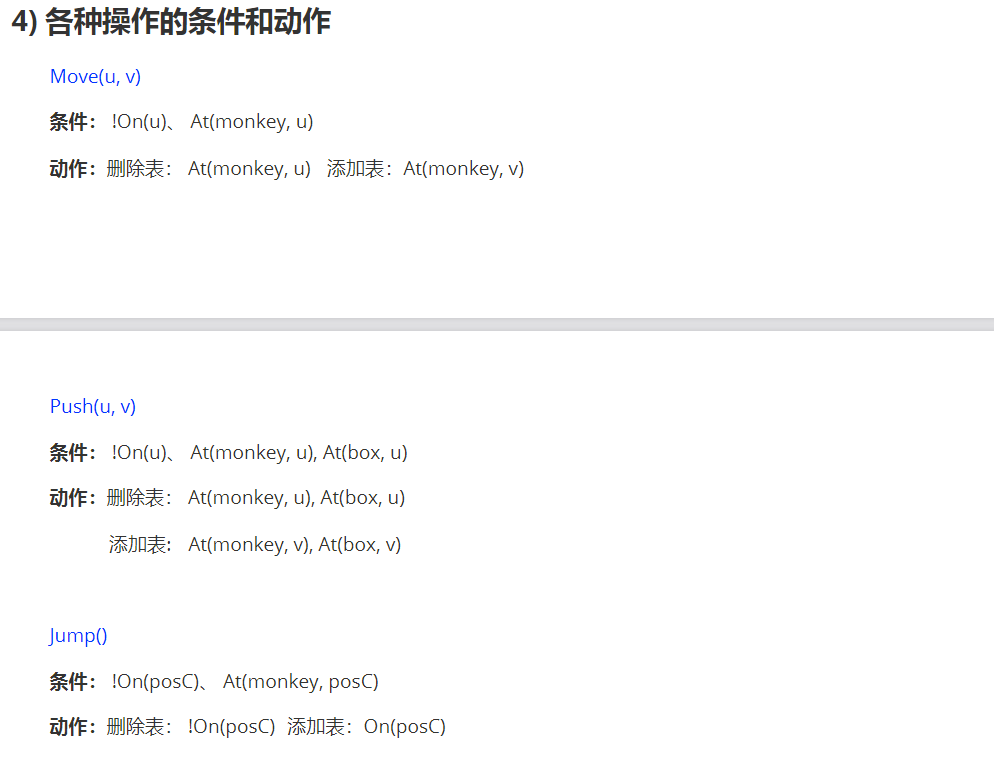 4) 各种操作的条件和动作
Move(u, v)
条件： !On(u)、 At(monkey, u)
动作：删除表： At(monkey, u) 添加表：At(monkey, v)
Push(u, v)
条件： !On(u)、 At(monkey, u), At(box, u)
动作：删除表： At(monkey, u), At(box, u)
添加表： At(monkey, v), At(box, v)
Jump()
条件： !On(posC)、 At(monkey, posC)
动作：删除表： !On(posC) 添加表：On(posC)